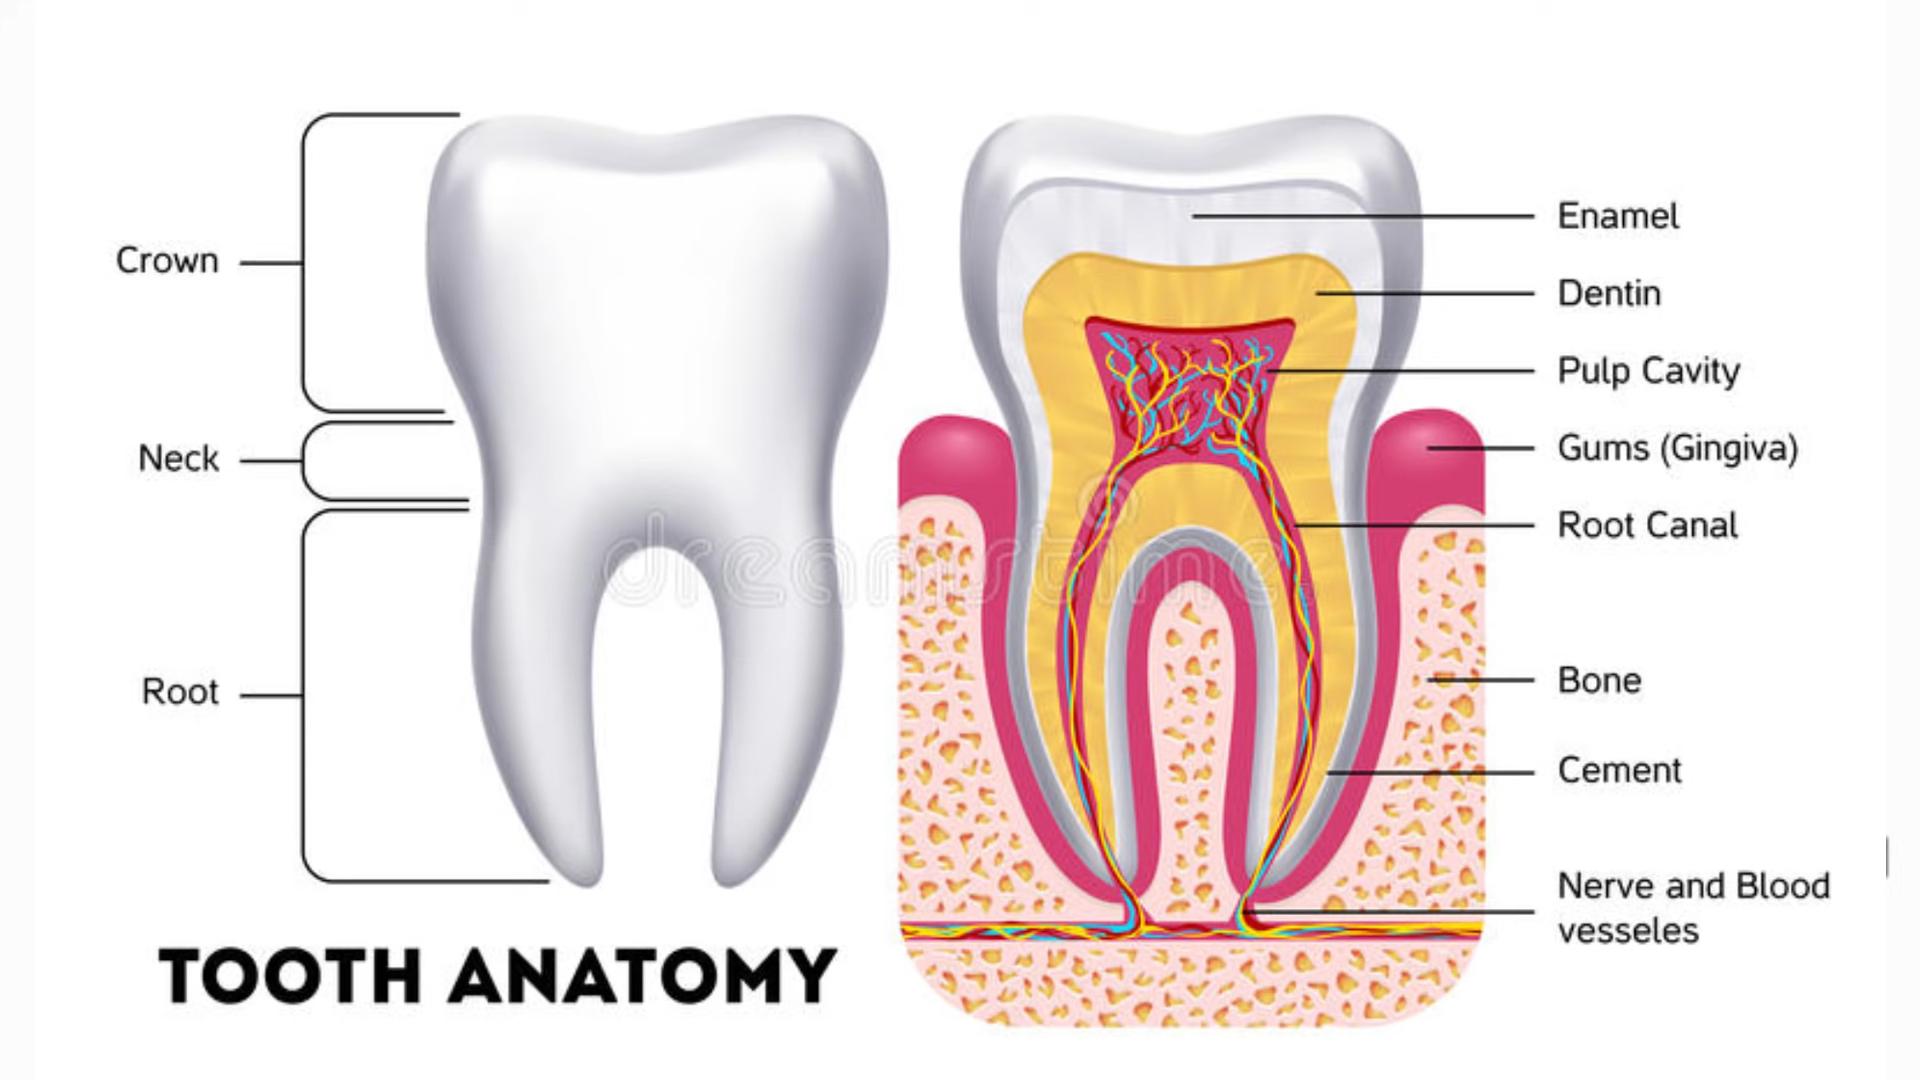 Crown
Neck
Root
TOOTH ANATOMY
Enamel
Dentin
Pulp Cavity
Gums (Gingiva)
Root Canal
Bone
Cement
Nerve and Blood
vesseles
dreamstime